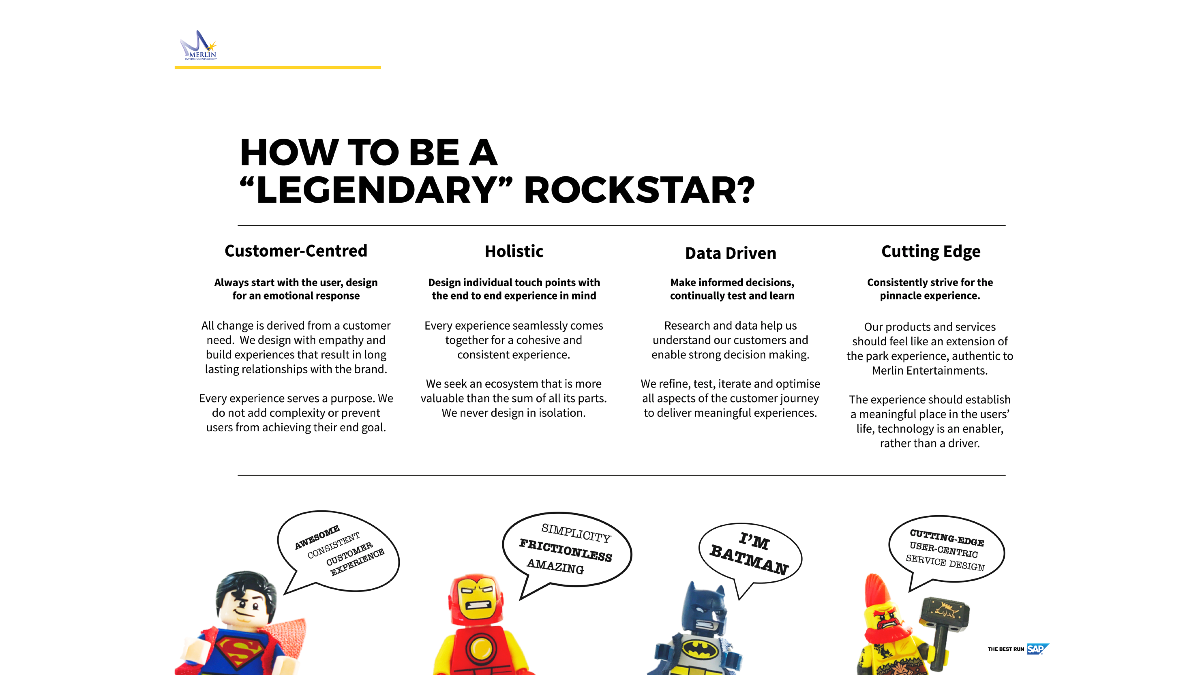 MERLIN
HOW TO BE A
“LEGENDARY” ROCKSTAR?
Customer-Centred
Always start with the user, design
for an emotional response
All change is derived from a customer
need.  We design with empathy and
build experiences that result in long
lasting relationships with the brand.
Every experience serves a purpose. We
do not add complexity or prevent
users from achieving their end goal.
Holistic
Design individual touch points with
the end to end experience in mind
Every experience seamlessly comes
together for a cohesive and
consistent experience.
We seek an ecosystem that is more
valuable than the sum of all its parts.
We never design in isolation.
Data Driven
Make informed decisions,
continually test and learn
Research and data help us
understand our customers and
enable strong decision making.
We refine, test, iterate and optimise
all aspects of the customer journey
to deliver meaningful experiences.
Cutting Edge
Consistently strive for the
pinnacle experience.
Our products and services
should feel like an extension of
the park experience, authentic to
Merlin Entertainments.
The experience should establish
a meaningful place in the users’
life, technology is an enabler,
rather than a driver.
AWESOME
CONSISTENT
CUSTOMER
EXPERIENCE
SIMPLICITY
FRICTIONLESS
AMAZING
I’M
BATMAN
CUTTING-EDGE
USER-CENTRIC
SERVICE DESIGN
THE BEST RUN SAP